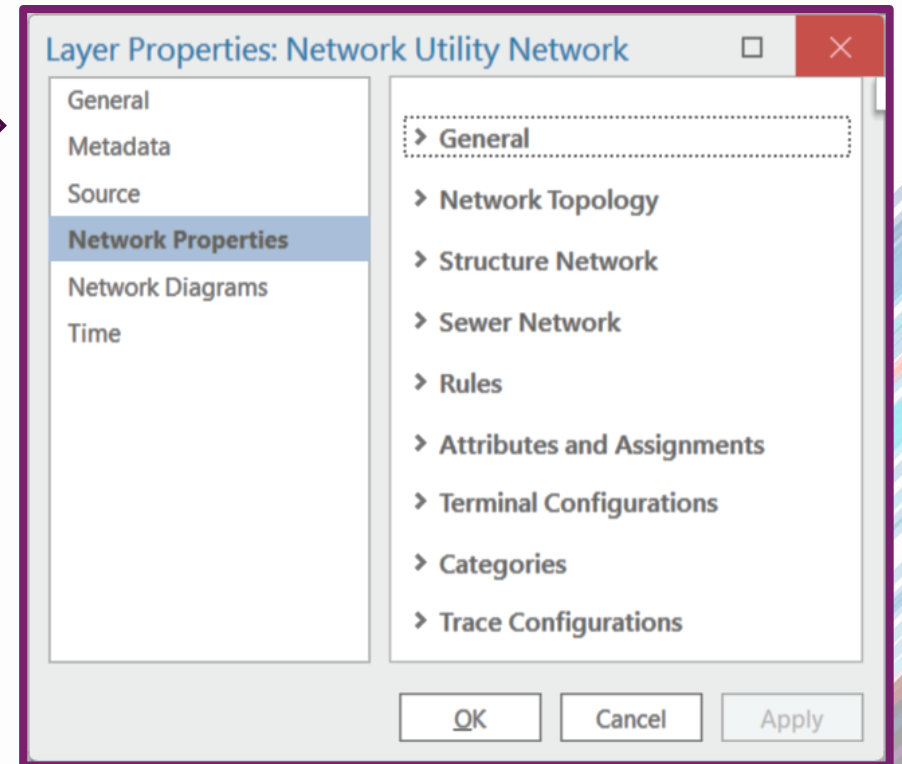 Layer Properties: Network Utility Network
General
Metadata
Source
Network Properties
Network Diagrams
Time
General
Network Topology
Structure Network
Sewer Network
Rules
Attributes and Assignments
Terminal Configurations
Categories
Trace Configurations
OK
Cancel
Apply